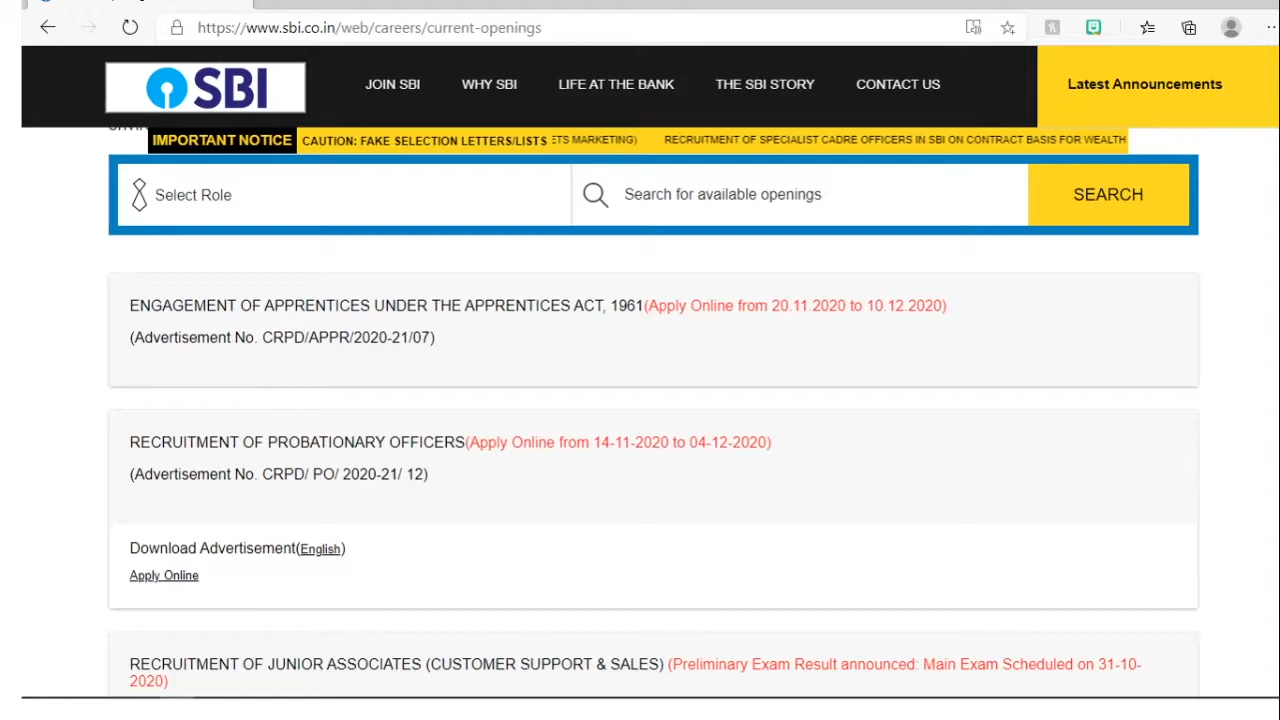 https://www.sbi.co.in/web/careers/current-openings
SBI JOIN SBI WHY SBI LIFE AT THE BANK THE SBI STORY CONTACT US Latest Announcements
IMPORTANT NOTICE CAUTION: FAKE SELECTION LETTERS/LISTS ETS MARKETING) RECRUITMENT OF SPECIALIST CADRE OFFICERS IN SBI ON CONTRACT BASIS FOR WEALTH
Select Role Search for available openings SEARCH
ENGAGEMENT OF APPRENTICES UNDER THE APPRENTICES ACT, 1961(Apply Online from 20.11.2020 to 10.12.2020)
(Advertisement No. CRPD/APPR/2020-21/07)
RECRUITMENT OF PROBATIONARY OFFICERS(Apply Online from 14-11-2020 to 04-12-2020)
(Advertisement No. CRPD/ PO/ 2020-21/ 12)
Download Advertisement(English)
Apply Online
RECRUITMENT OF JUNIOR ASSOCIATES (CUSTOMER SUPPORT & SALES) (Preliminary Exam Result announced: Main Exam Scheduled on 31-10-
2020)